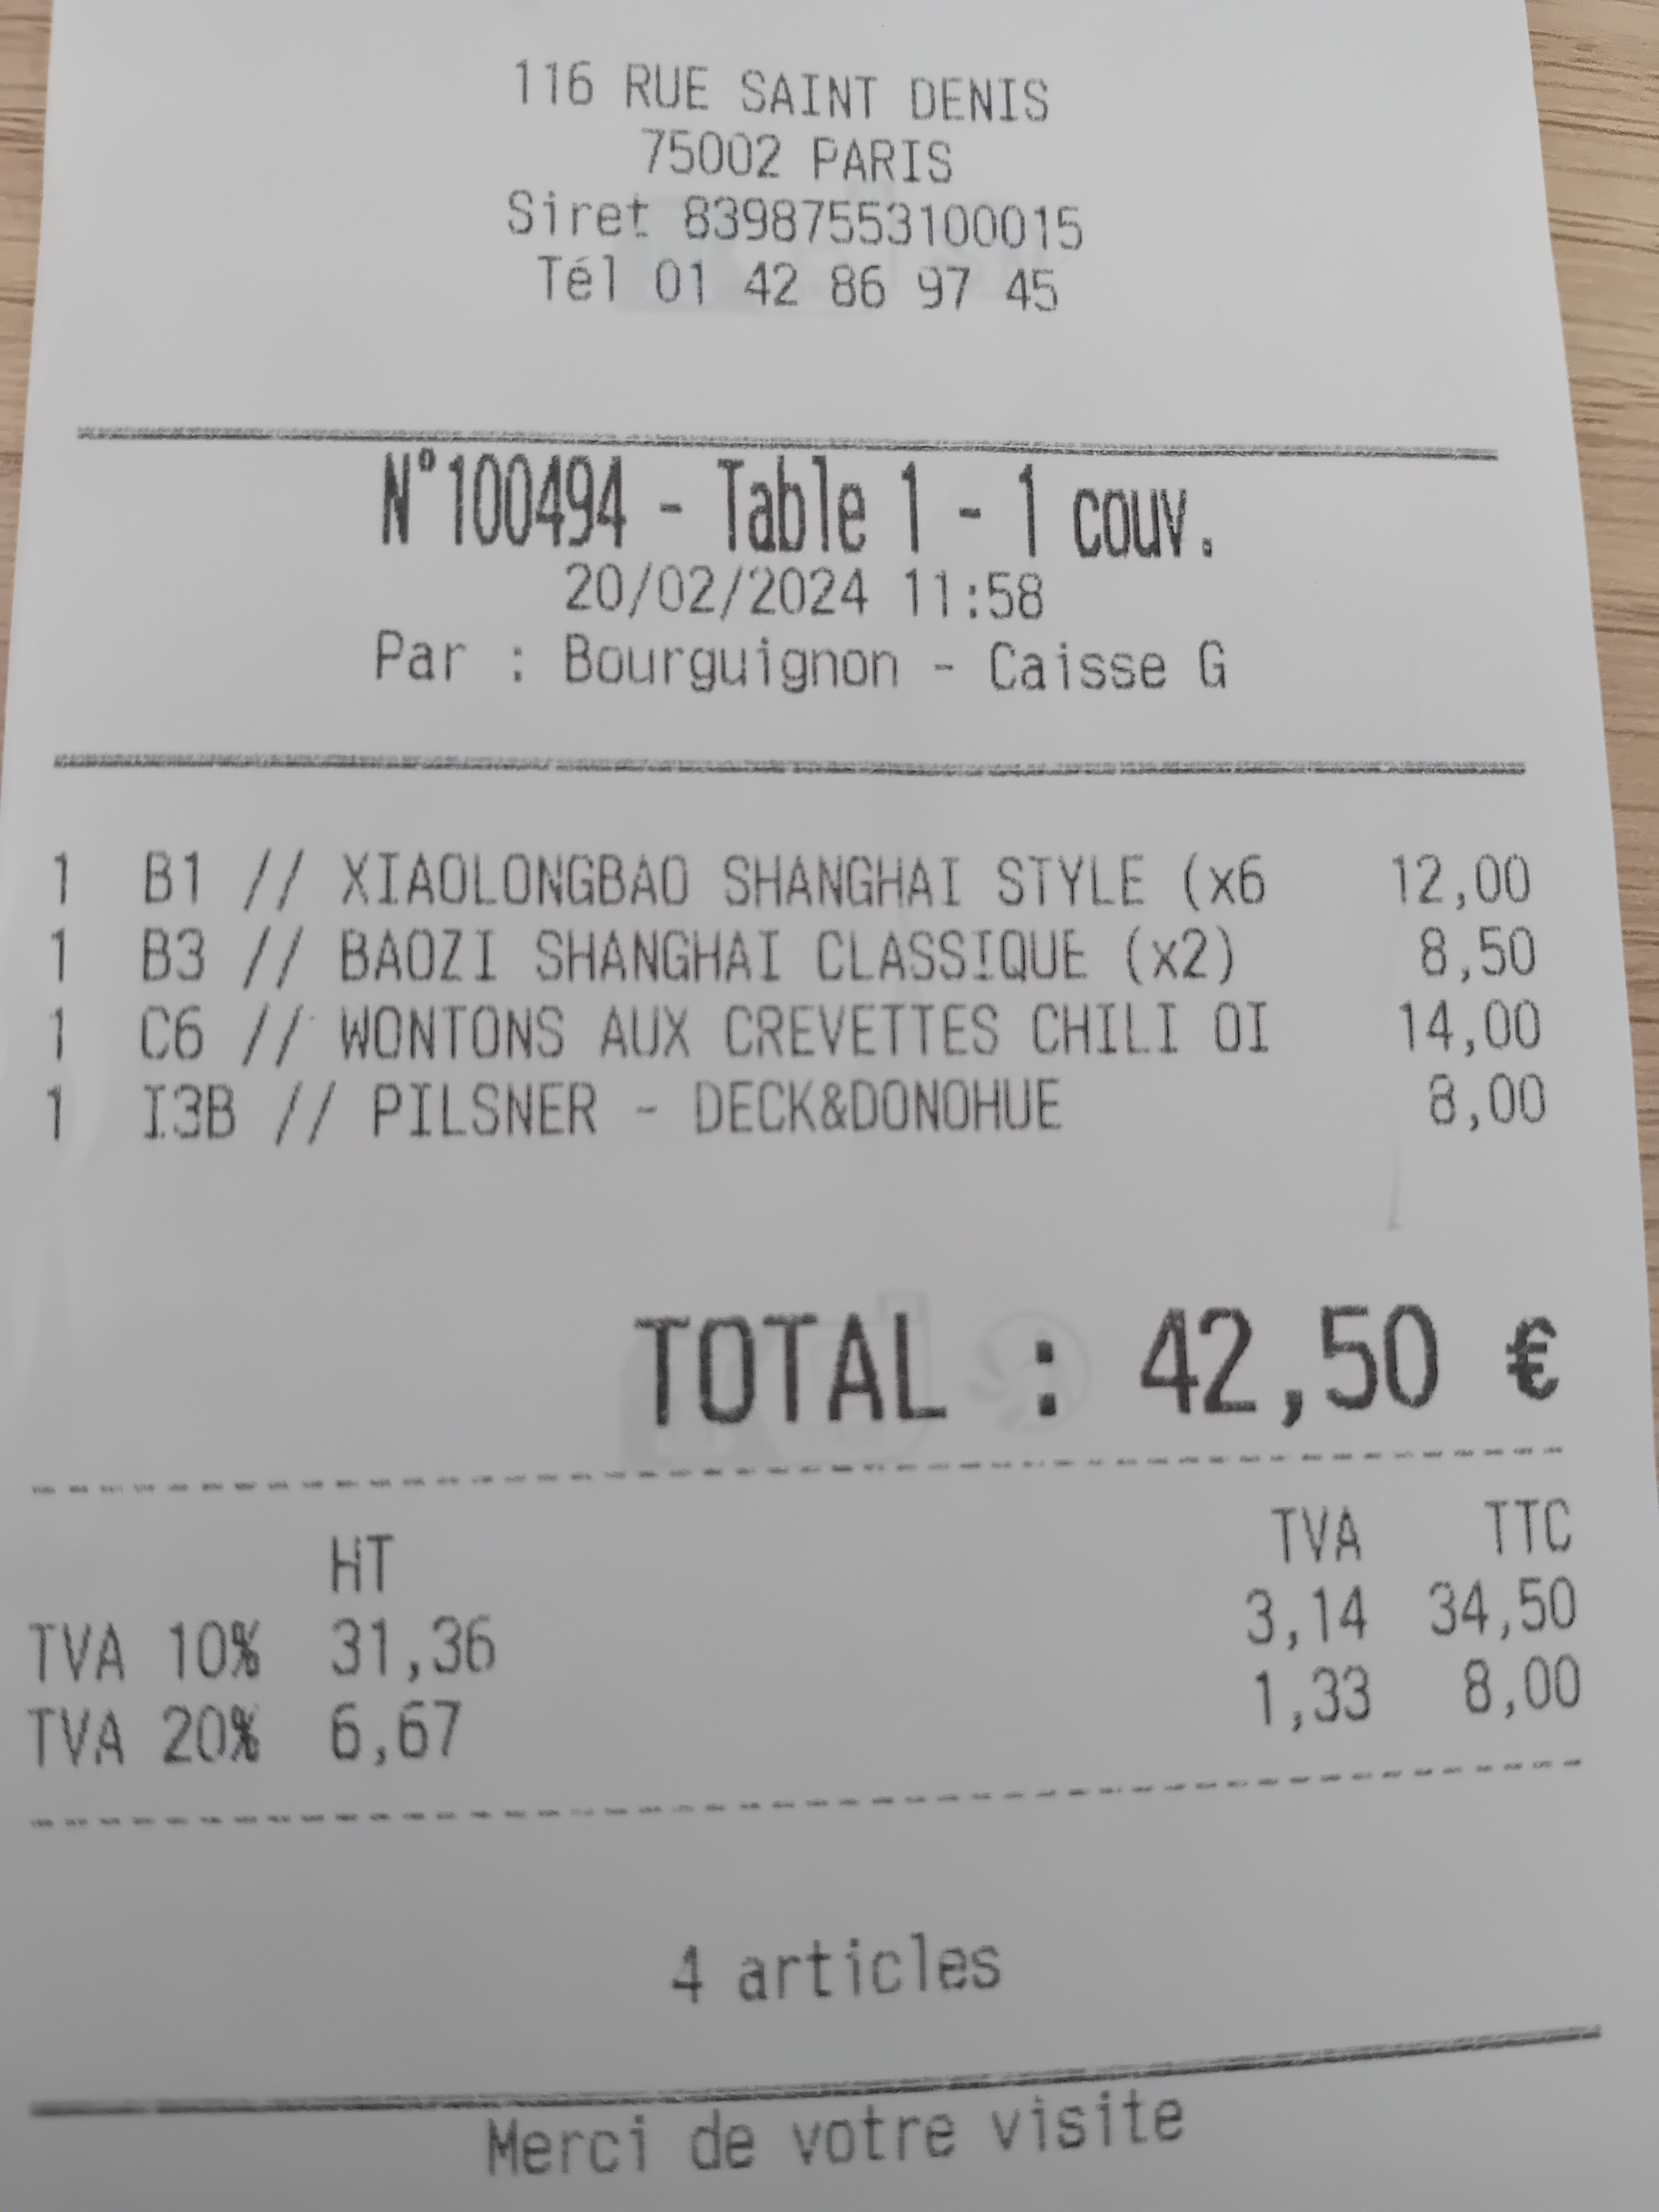 116 RUE SAINT DENIS
75002 PARIS
Siret 83987553100015
Tél 01 42 86 97 45
N°100494 - Table 1 - 1 couv.
20/02/2024 11:58
Par : Bourguignon - Caisse G
1 B1 // XIAOLONGBAO SHANGHAI STYLE (x6 12,00
1 B3 // BAOZI SHANGHAI CLASSIQUE (x2) 8,50
1 C6 // WONTONS AUX CREVETTES CHILI OI 14,00
1 I3B // PILSNER - DECK&DONOHUE 8,00
TOTAL : 42,50 €
HT TVA TTC
TVA 10% 31,36 3,14 34,50
TVA 20% 6,67 1,33 8,00
4 articles
Merci de votre visite